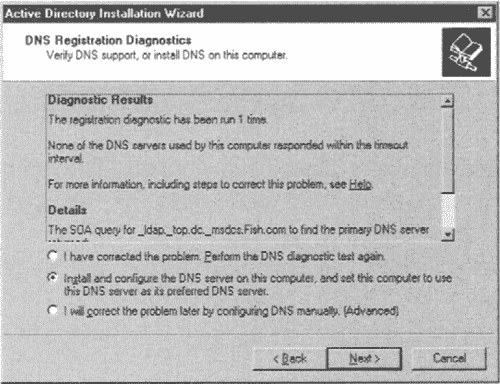 Active Directory Installation Wizard
DNS Registration Diagnostics
Verify DNS support, or install DNS on this computer.
Diagnostic Results
The registration diagnostic has been run 1 time.
None of the DNS servers used by this computer responded within the timeout
interval.
For more information, including steps to correct this problem, see Help.
Details
The SOA query for _ldap._tcp.dc._msdcs.Fish.com to find the primary DNS server
I have corrected the problem. Perform the DNS diagnostic test again.
Install and configure the DNS server on this computer, and set this computer to use
this DNS server as its preferred DNS server.
I will correct the problem later by configuring DNS manually. (Advanced)
< Back
Next >
Cancel